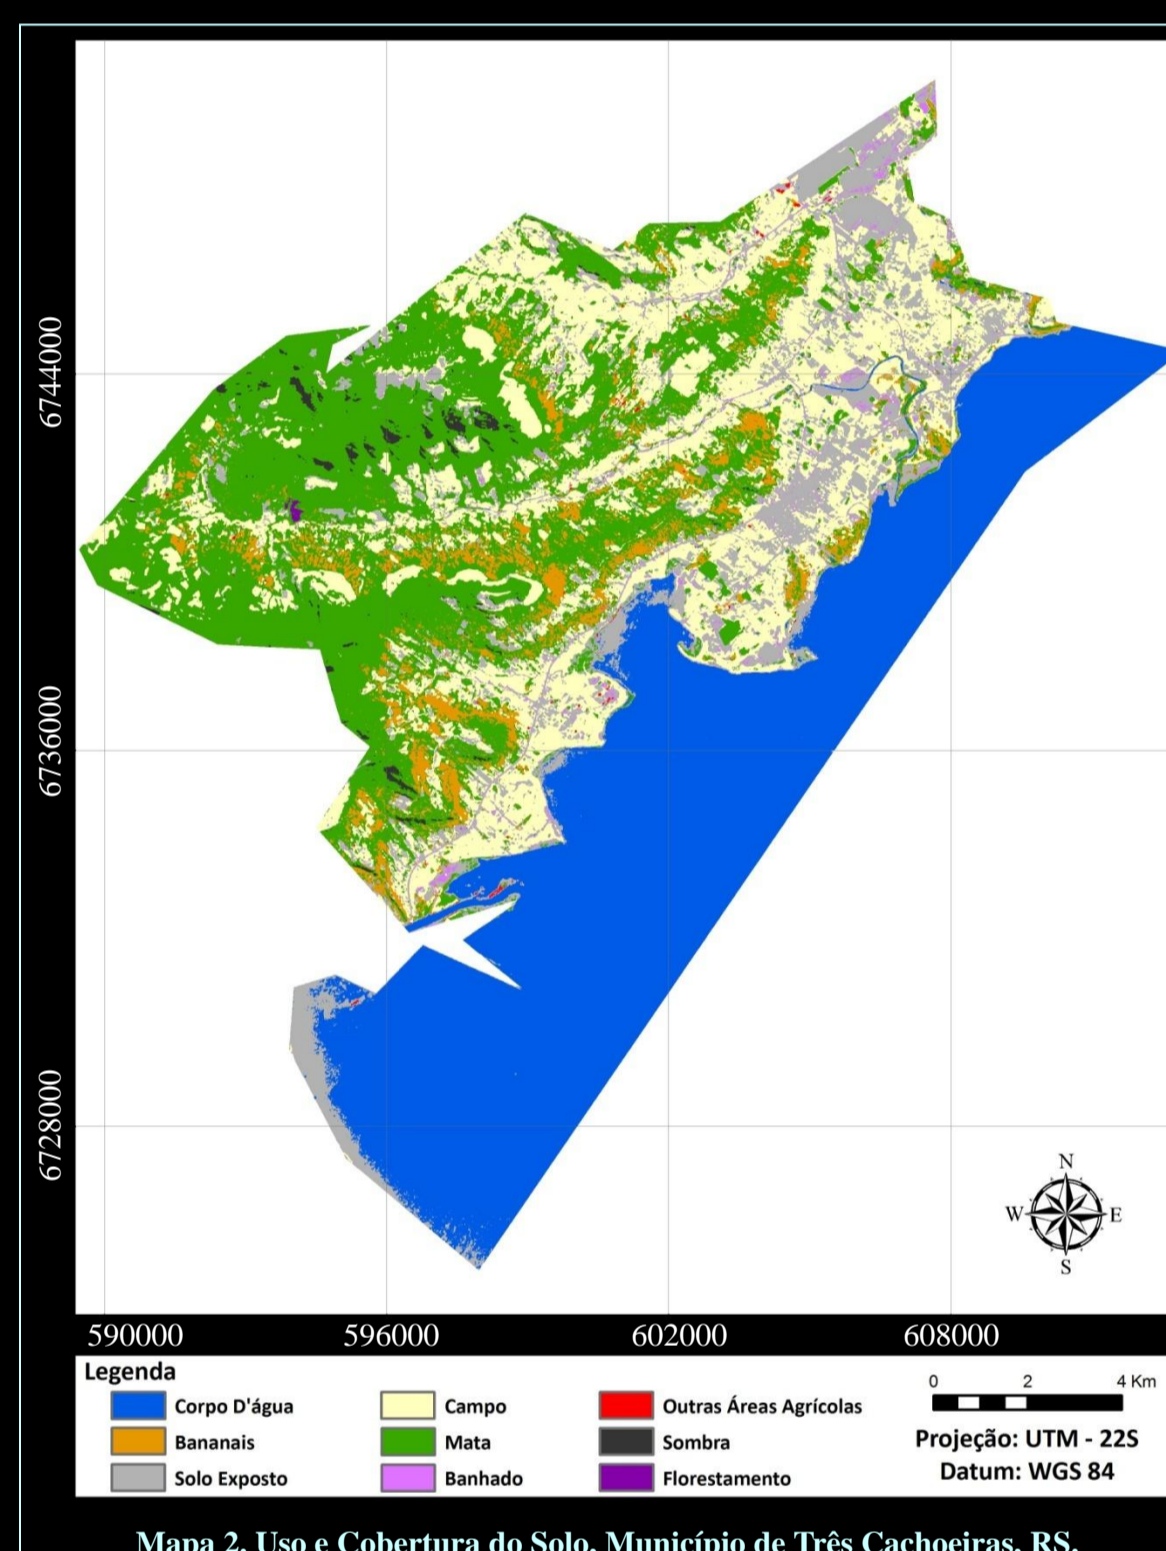 6744000
6736000
6728000
N
W E
S
590000 596000 602000 608000
Legenda
Corpo D'água
Bananais
Solo Exposto
Campo
Mata
Banhado
Outras Áreas Agrícolas
Sombra
Florestamento
0 2 4 Km
Projeção: UTM - 22S
Datum: WGS 84
Mapa 2. Uso e Cobertura do Solo, Município de Três Cachoeiras, RS.